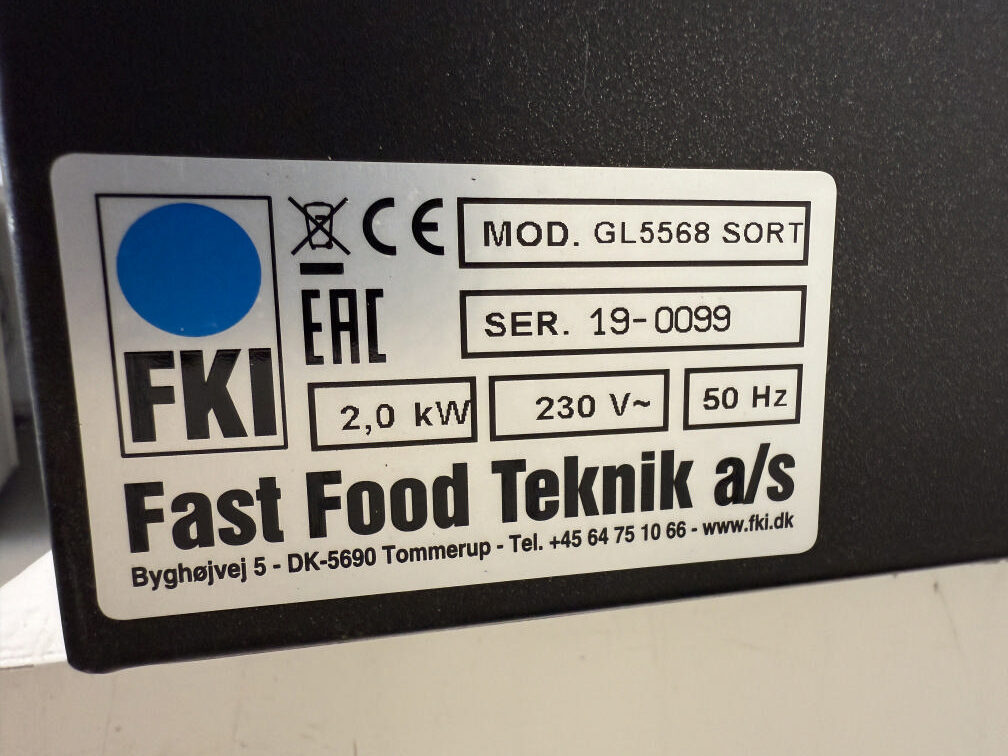 FKI
CE
EAC
MOD. GL5568 SORT
SER. 19-0099
2,0 kW
230 V~
50 Hz
Fast Food Teknik a/s
Byghøjvej 5 - DK-5690 Tommerup - Tel. +45 64 75 10 66 - www.fki.dk